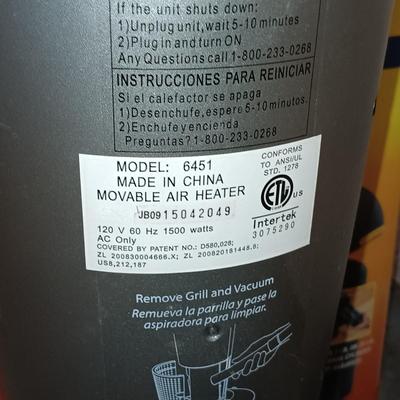 If the unit shuts down:
1)Unplug unit, wait 5-10 minutes
2)Plug in and turn ON
Any Questions call 1-800-233-0268
INSTRUCCIONES PARA REINICIAR
Si el calefactor se apaga
1)Desenchufe, espere 5-10 minutos.
2)Enchufe y encienda
Preguntas? 1-800-233-0268
MODEL: 6451
MADE IN CHINA
MOVABLE AIR HEATER
JB0915042049
120 V 60 Hz 1500 watts
AC Only
COVERED BY PATENT NO.: D580,028;
ZL 200830004666.X; ZL 200820181448.8;
US8,212,187
CONFORMS
TO ANSI/UL
STD. 1278
ETL us
Intertek
3075290
Remove Grill and Vacuum
Remueva la parrilla y pase la
aspiradora para limpiar.